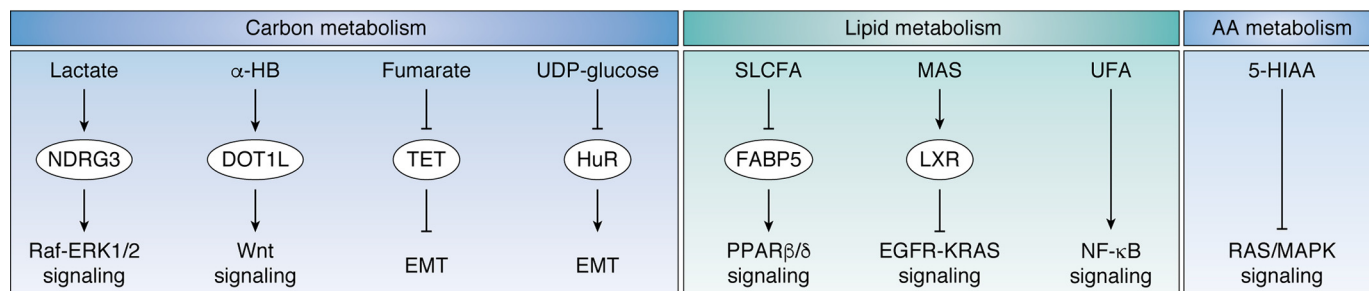 Carbon metabolism
Lipid metabolism
AA metabolism
Lactate
α-HB
Fumarate
UDP-glucose
SLCFA
MAS
UFA
5-HIAA
NDRG3
DOT1L
TET
HuR
FABP5
LXR
Raf-ERK1/2
signaling
Wnt
signaling
EMT
EMT
PPARβ/δ
signaling
EGFR-KRAS
signaling
NF-κB
signaling
RAS/MAPK
signaling